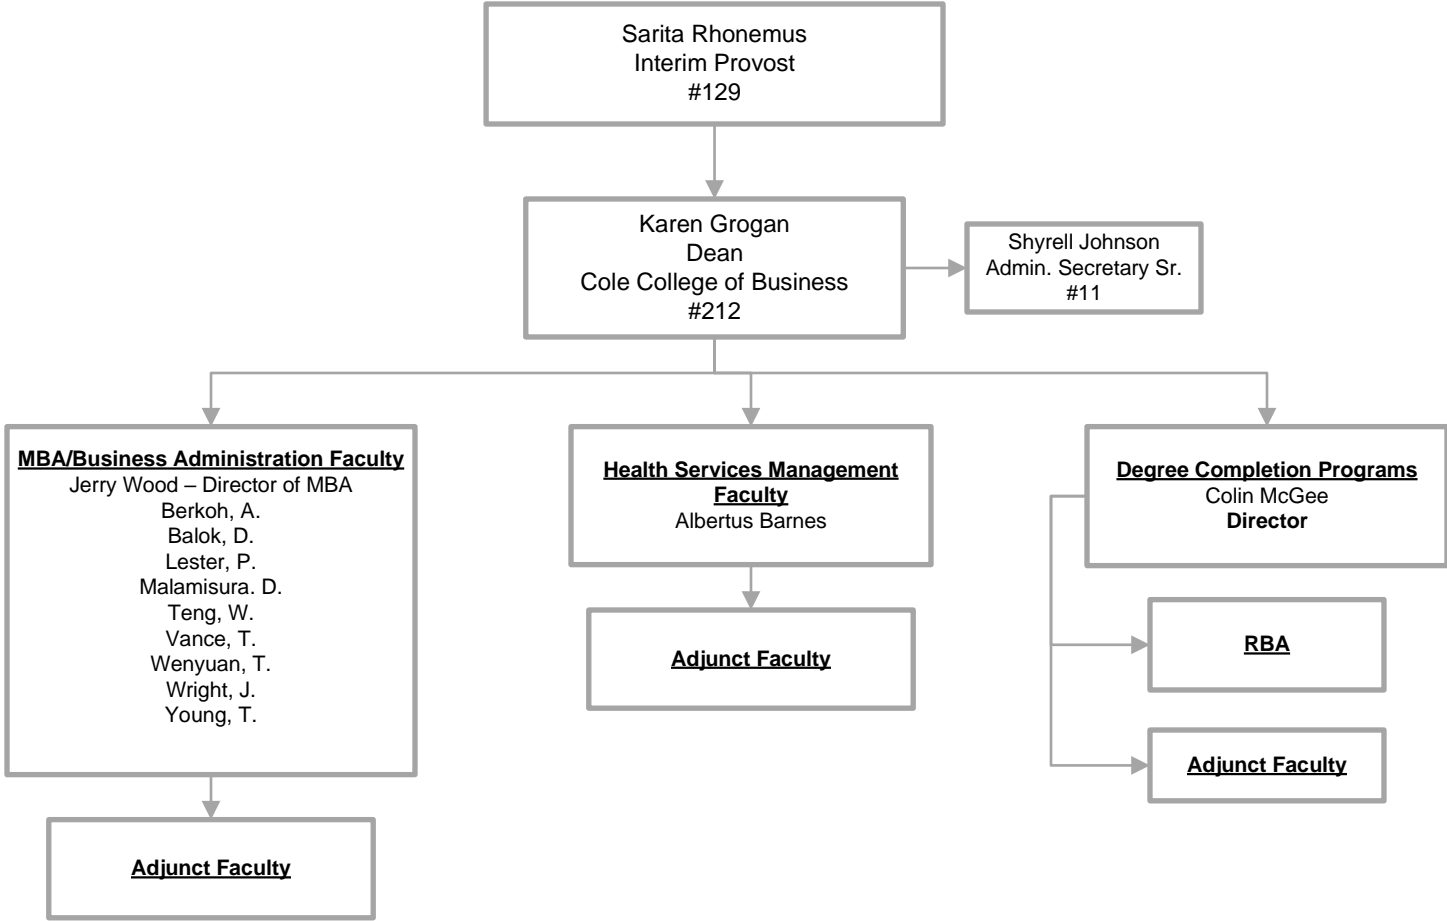 Sarita Rhonemus
Interim Provost
#129
Karen Grogan
Dean
Cole College of Business
#212
Shyrell Johnson
Admin. Secretary Sr.
#11
MBA/Business Administration Faculty
Jerry Wood – Director of MBA
Berkoh, A.
Balok, D.
Lester, P.
Malamisura. D.
Teng, W.
Vance, T.
Wenyuan, T.
Wright, J.
Young, T.
Adjunct Faculty
Health Services Management
Faculty
Albertus Barnes
Adjunct Faculty
Degree Completion Programs
Colin McGee
Director
RBA
Adjunct Faculty